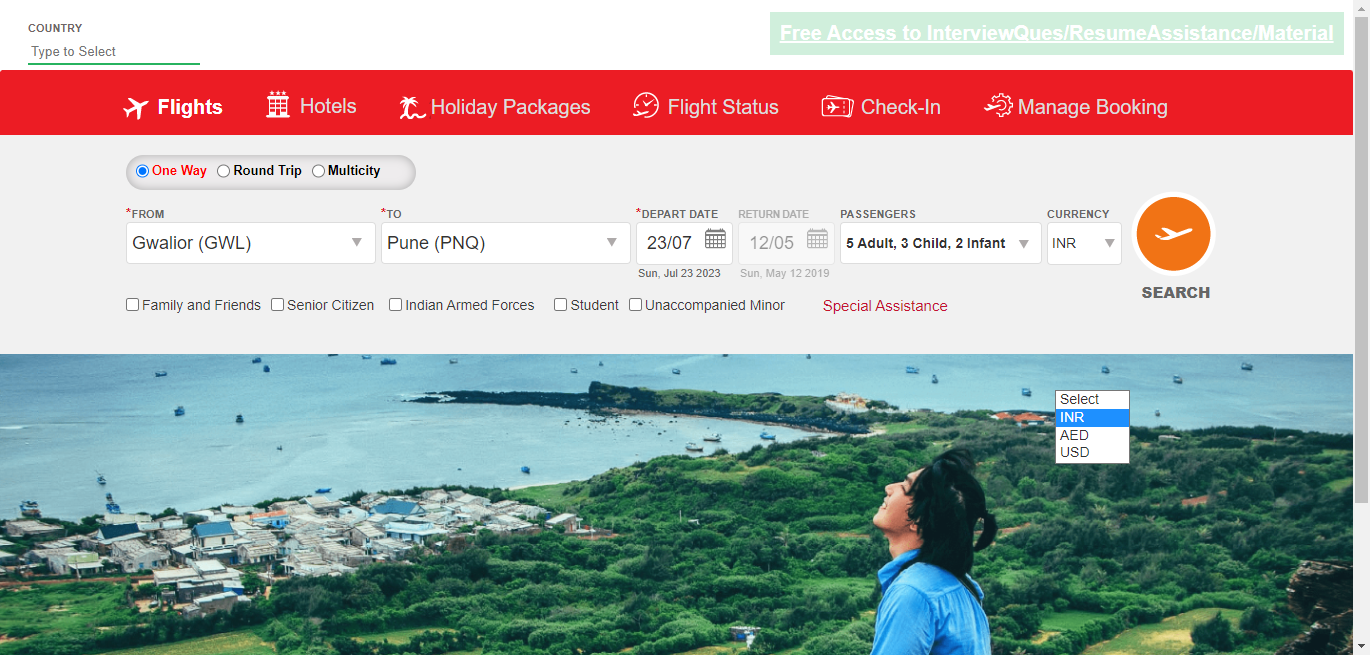 COUNTRY
Type to Select
Free Access to InterviewQues/ResumeAssistance/Material
Flights Hotels Holiday Packages Flight Status Check-In Manage Booking
One Way Round Trip Multicity
*FROM *TO *DEPART DATE RETURN DATE PASSENGERS CURRENCY
Gwalior (GWL) Pune (PNQ) 23/07 12/05 5 Adult, 3 Child, 2 Infant INR
Sun, Jul 23 2023 Sun, May 12 2019
SEARCH
Family and Friends Senior Citizen Indian Armed Forces Student Unaccompanied Minor Special Assistance
Select
INR
AED
USD